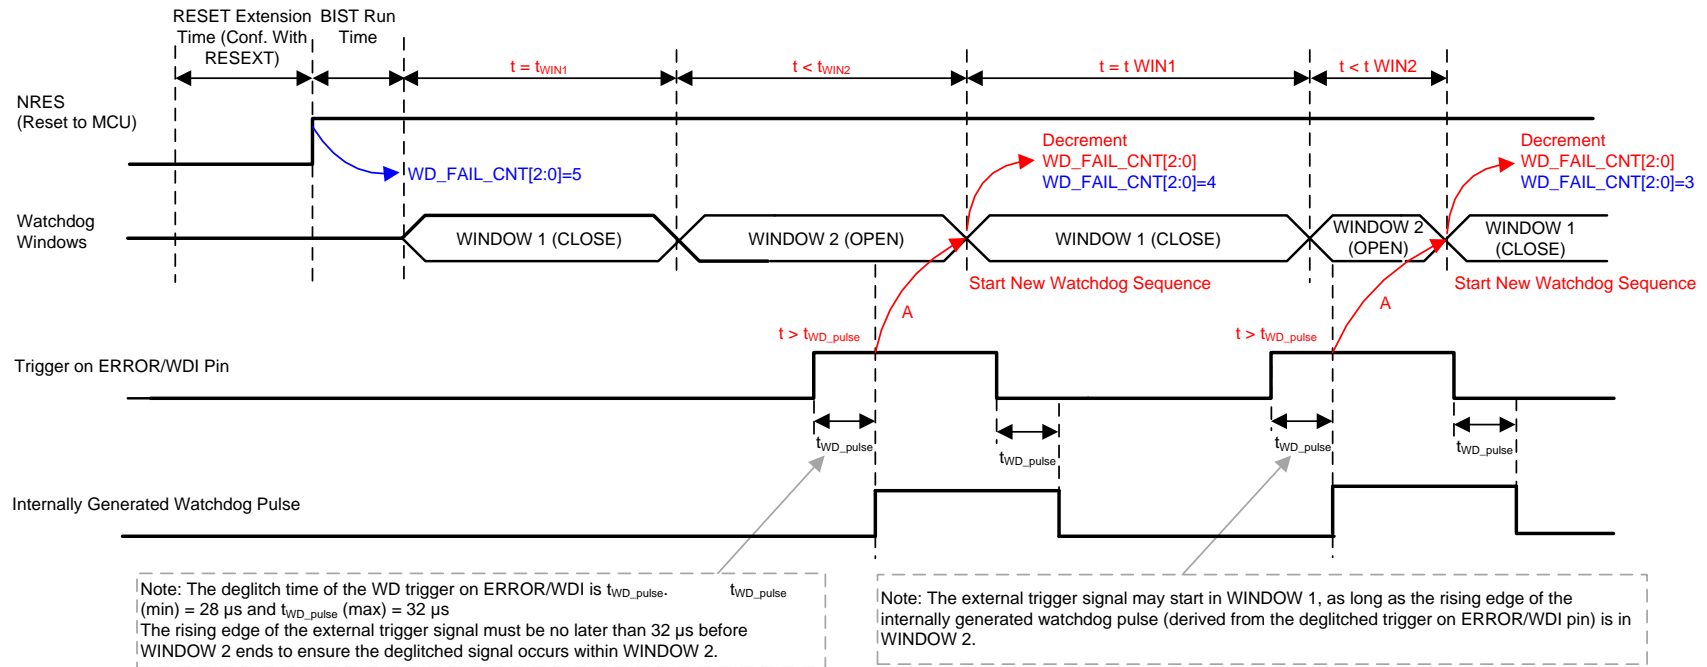 RESET Extension
Time (Conf. With
RESEXT)
BIST Run
Time
t = tWIN1
t < tWIN2
t = t WIN1
t < t WIN2
NRES
(Reset to MCU)
WD_FAIL_CNT[2:0]=5
Decrement
WD_FAIL_CNT[2:0]
WD_FAIL_CNT[2:0]=4
Decrement
WD_FAIL_CNT[2:0]
WD_FAIL_CNT[2:0]=3
Watchdog
Windows
WINDOW 1 (CLOSE)
WINDOW 2 (OPEN)
WINDOW 1 (CLOSE)
WINDOW 2
(OPEN)
WINDOW 1
(CLOSE)
Start New Watchdog Sequence
Start New Watchdog Sequence
A
A
t > tWD_pulse
t > tWD_pulse
Trigger on ERROR/WDI Pin
tWD_pulse
tWD_pulse
tWD_pulse
tWD_pulse
Internally Generated Watchdog Pulse
Note: The deglitch time of the WD trigger on ERROR/WDI is tWD_pulse. tWD_pulse
(min) = 28 µs and tWD_pulse (max) = 32 µs
The rising edge of the external trigger signal must be no later than 32 µs before
WINDOW 2 ends to ensure the deglitched signal occurs within WINDOW 2.
Note: The external trigger signal may start in WINDOW 1, as long as the rising edge of the
internally generated watchdog pulse (derived from the deglitched trigger on ERROR/WDI pin) is in
WINDOW 2.